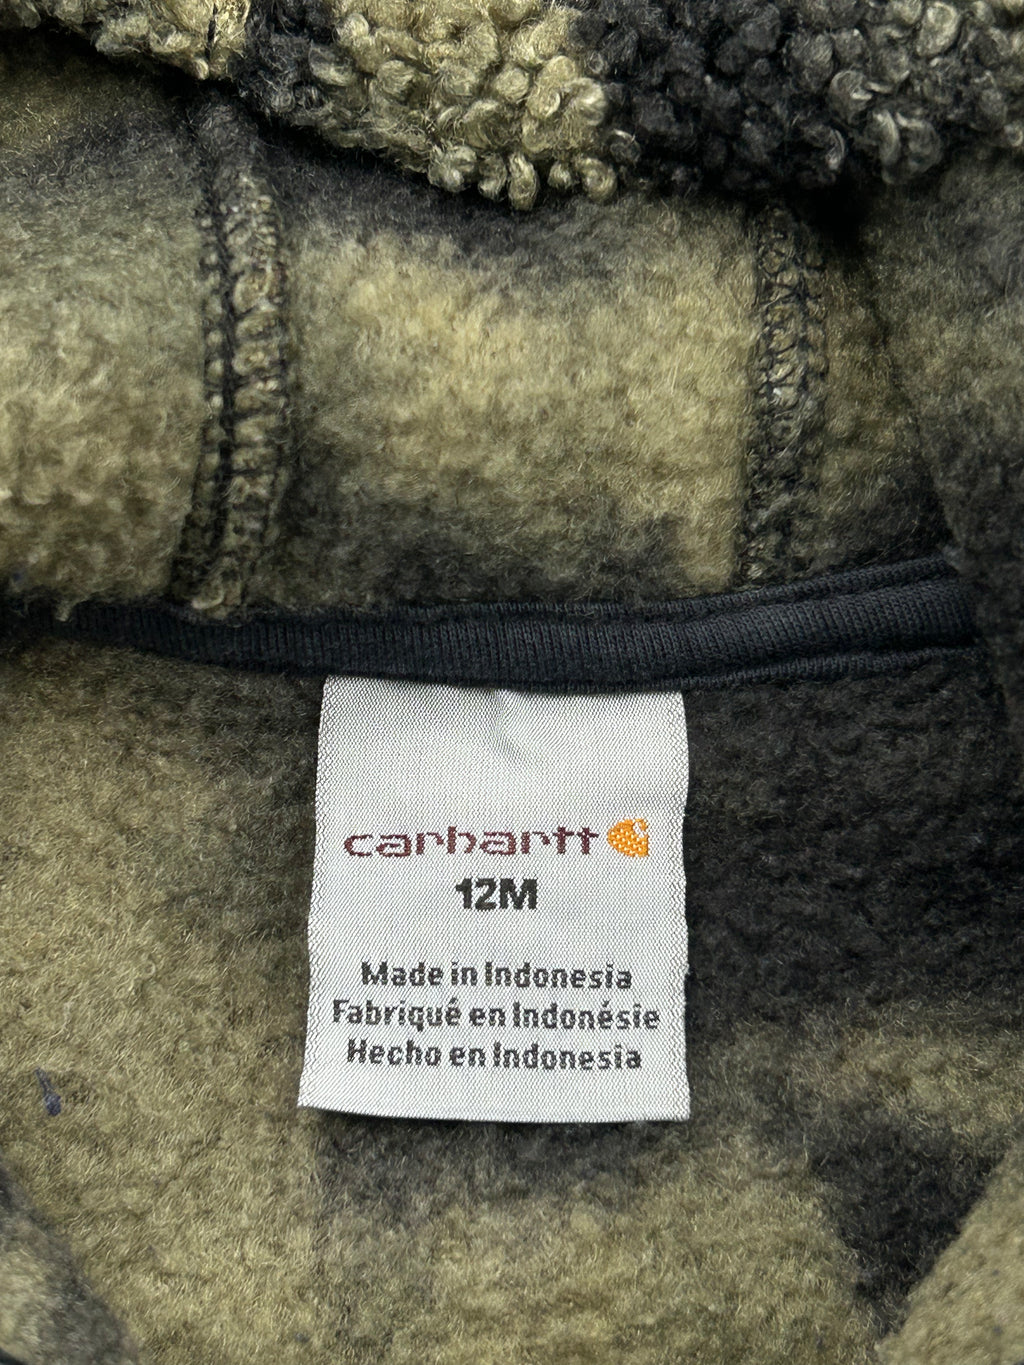 carhartt
12M
Made in Indonesia
Fabriqué en Indonésie
Hecho en Indonesia